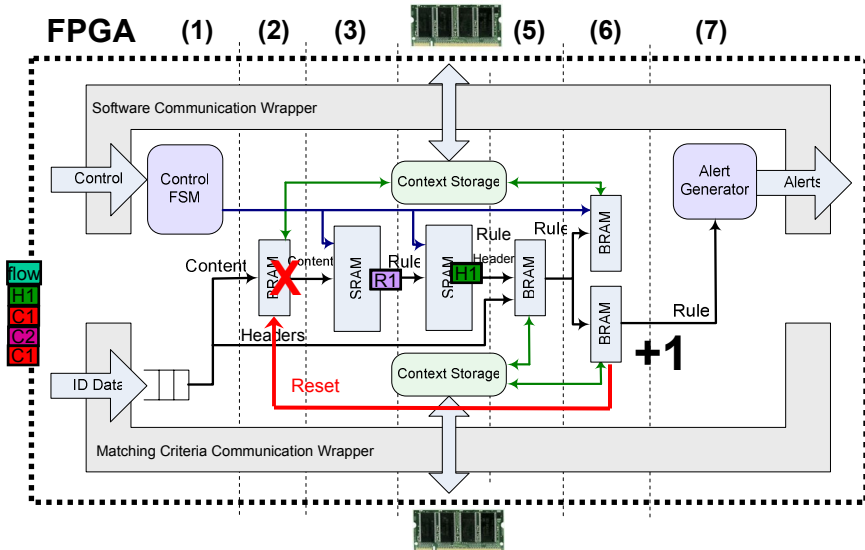 FPGA (1) (2) (3) (5) (6) (7)
Software Communication Wrapper
Control
Control
FSM
Context Storage
Alert
Generator
Alerts
flow
H1
C1
C2
C1
Content
BRAM
X
Content
SRAM
Rule
R1
SRAM
Rule
H1
Header
BRAM
Rule
BRAM
BRAM
Rule
+1
Headers
ID Data
Reset
Context Storage
Matching Criteria Communication Wrapper